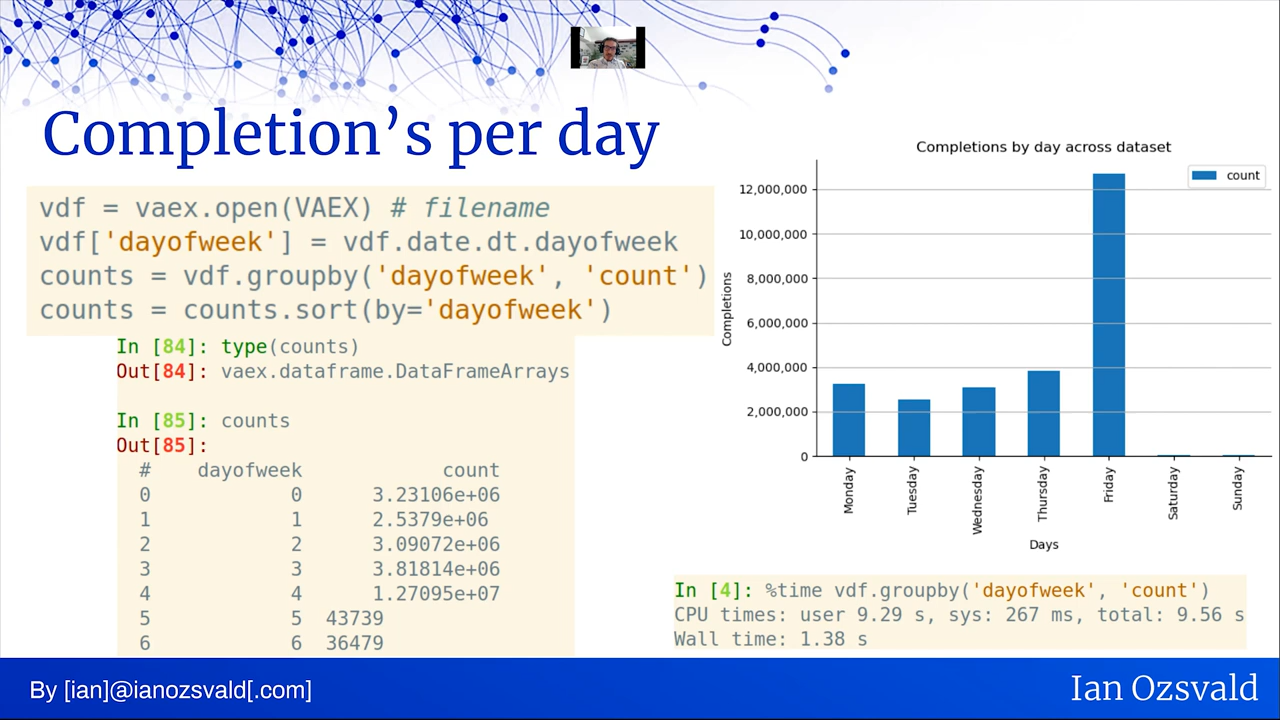 Completion's per day
vdf = vaex.open(VAEX) # filename
vdf['dayofweek'] = vdf.date.dt.dayofweek
counts = vdf.groupby('dayofweek', 'count')
counts = counts.sort(by='dayofweek')
In [84]: type(counts)
Out[84]: vaex.dataframe.DataFrameArrays
In [85]: counts
Out[85]:
# dayofweek count
0 0 3.23106e+06
1 1 2.5379e+06
2 2 3.09072e+06
3 3 3.81814e+06
4 4 1.27095e+07
5 5 43739
6 6 36479
Completions by day across dataset
count
Completions
12,000,000
10,000,000
8,000,000
6,000,000
4,000,000
2,000,000
0
Monday
Tuesday
Wednesday
Thursday
Friday
Saturday
Sunday
Days
In [4]: %time vdf.groupby('dayofweek', 'count')
CPU times: user 9.29 s, sys: 267 ms, total: 9.56 s
Wall time: 1.38 s
By [ian]@ianozsvald[.com]
Ian Ozsvald